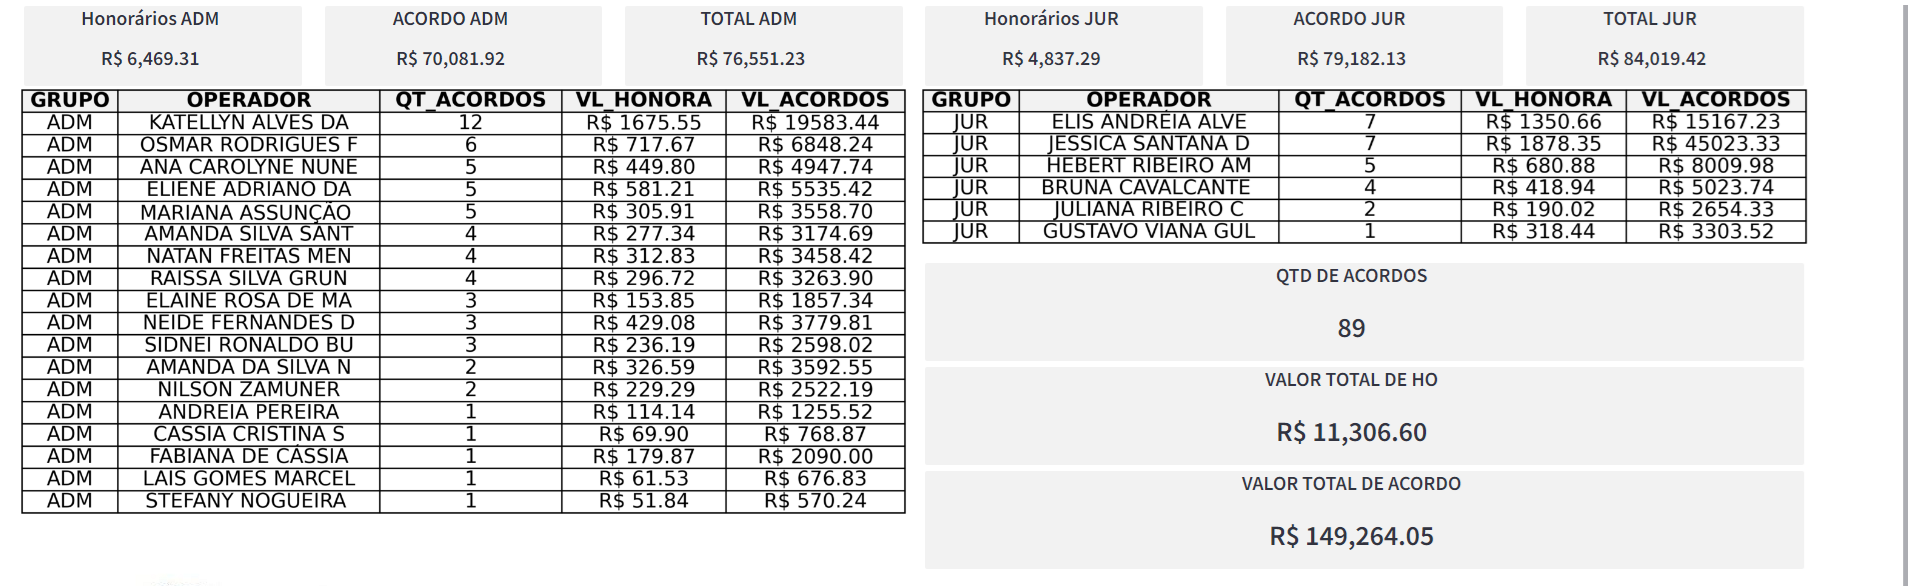 Honorários ADM
R$ 6,469.31
ACORDO ADM
R$ 70,081.92
TOTAL ADM
R$ 76,551.23
Honorários JUR
R$ 4,837.29
ACORDO JUR
R$ 79,182.13
TOTAL JUR
R$ 84,019.42
GRUPO OPERADOR QT_ACORDOS VL_HONORA VL_ACORDOS
ADM KATELLYN ALVES DA 12 R$ 1675.55 R$ 19583.44
ADM OSMAR RODRIGUES F 6 R$ 717.67 R$ 6848.24
ADM ANA CAROLYNE NUNE 5 R$ 449.80 R$ 4947.74
ADM ELIENE ADRIANO DA 5 R$ 581.21 R$ 5535.42
ADM MARIANA ASSUNÇÃO 5 R$ 305.91 R$ 3558.70
ADM AMANDA SILVA SANT 4 R$ 277.34 R$ 3174.69
ADM NATAN FREITAS MEN 4 R$ 312.83 R$ 3458.42
ADM RAISSA SILVA GRUN 4 R$ 296.72 R$ 3263.90
ADM ELAINE ROSA DE MA 3 R$ 153.85 R$ 1857.34
ADM NEIDE FERNANDES D 3 R$ 429.08 R$ 3779.81
ADM SIDNEI RONALDO BU 3 R$ 236.19 R$ 2598.02
ADM AMANDA DA SILVA N 2 R$ 326.59 R$ 3592.55
ADM NILSON ZAMUNER 2 R$ 229.29 R$ 2522.19
ADM ANDREIA PEREIRA 1 R$ 114.14 R$ 1255.52
ADM CASSIA CRISTINA S 1 R$ 69.90 R$ 768.87
ADM FABIANA DE CÁSSIA 1 R$ 179.87 R$ 2090.00
ADM LAIS GOMES MARCEL 1 R$ 61.53 R$ 676.83
ADM STEFANY NOGUEIRA 1 R$ 51.84 R$ 570.24
GRUPO OPERADOR QT_ACORDOS VL_HONORA VL_ACORDOS
JUR ELIS ANDRÉIA ALVE 7 R$ 1350.66 R$ 15167.23
JUR JESSICA SANTANA D 7 R$ 1878.35 R$ 45023.33
JUR HEBERT RIBEIRO AM 5 R$ 680.88 R$ 8009.98
JUR BRUNA CAVALCANTE 4 R$ 418.94 R$ 5023.74
JUR JULIANA RIBEIRO C 2 R$ 190.02 R$ 2654.33
JUR GUSTAVO VIANA GUL 1 R$ 318.44 R$ 3303.52
QTD DE ACORDOS
89
VALOR TOTAL DE HO
R$ 11,306.60
VALOR TOTAL DE ACORDO
R$ 149,264.05